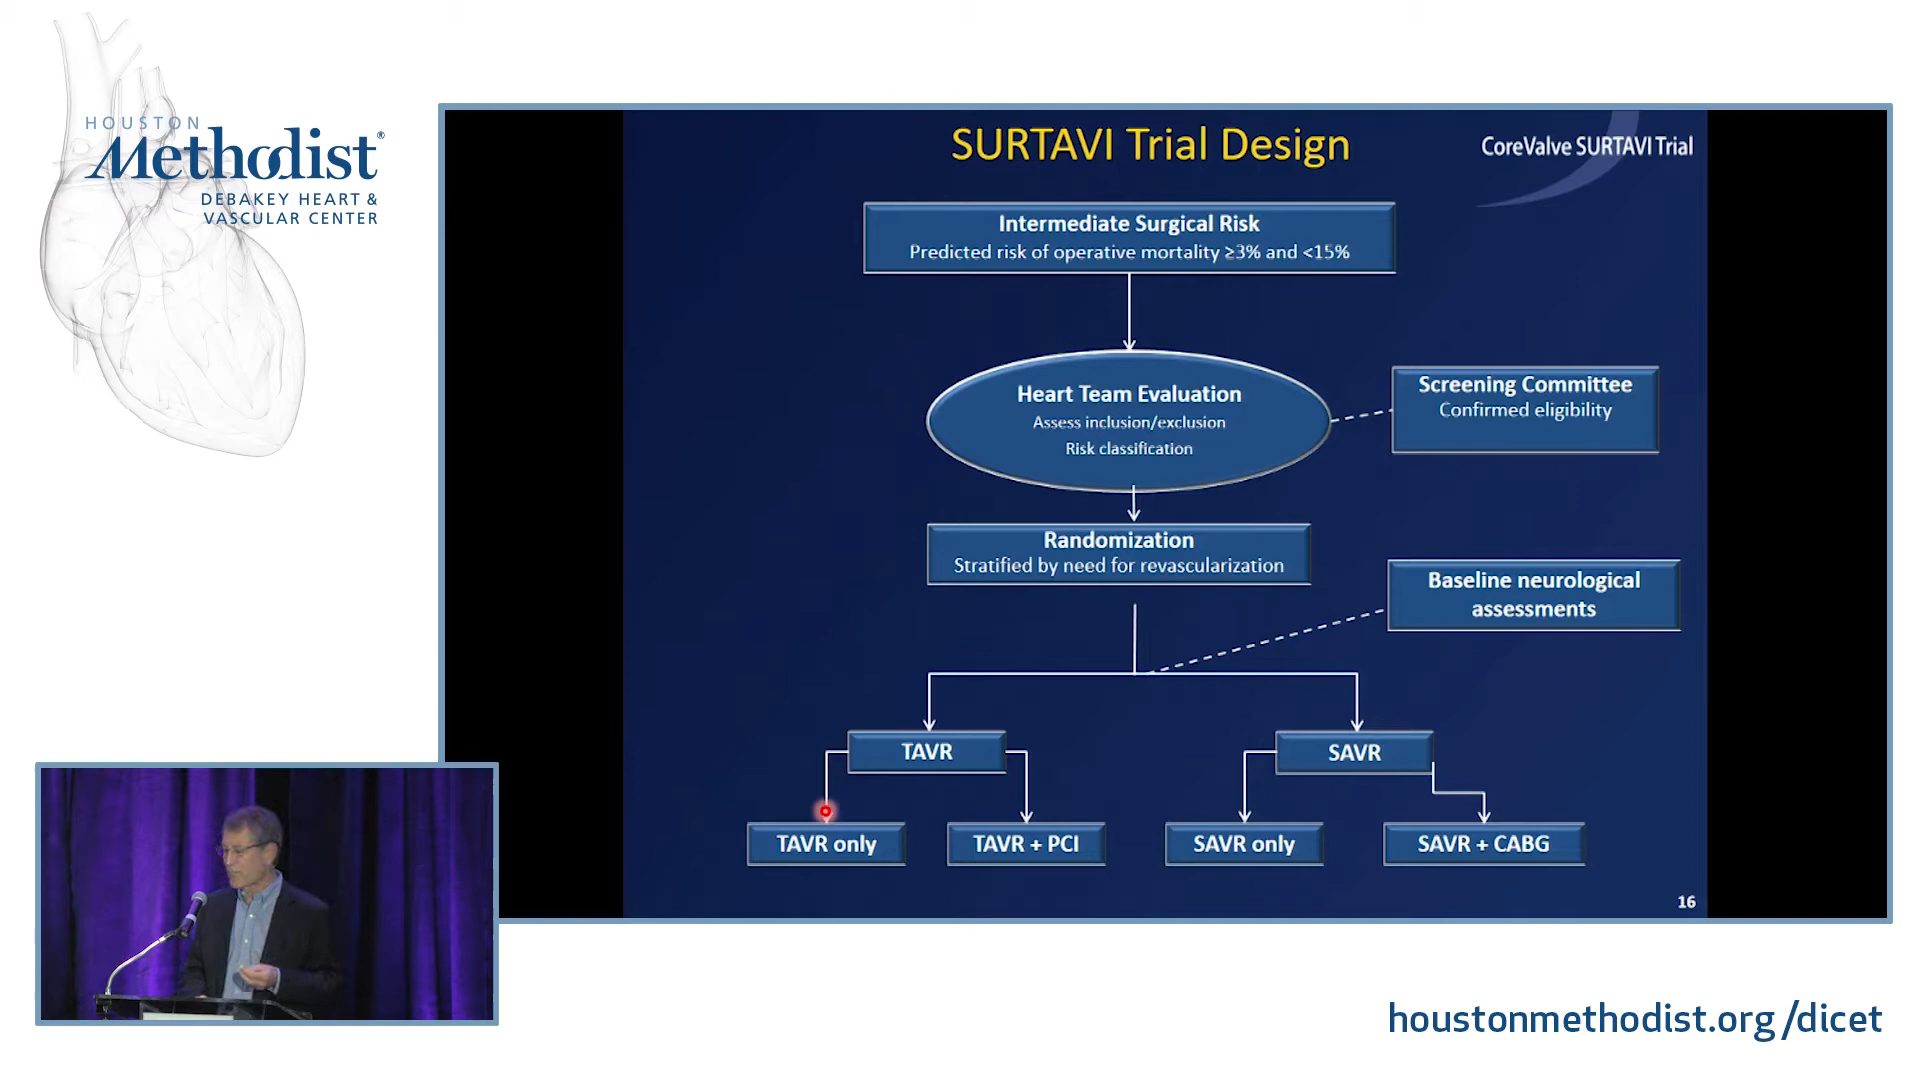 HOUSTON
Methodist®
DEBAKEY HEART &
VASCULAR CENTER
SURTAVI Trial Design
CoreValve SURTAVI Trial
Intermediate Surgical Risk
Predicted risk of operative mortality ≥3% and <15%
Heart Team Evaluation
Assess inclusion/exclusion
Risk classification
Screening Committee
Confirmed eligibility
Randomization
Stratified by need for revascularization
Baseline neurological
assessments
TAVR
SAVR
TAVR only
TAVR + PCI
SAVR only
SAVR + CABG
16
houstonmethodist.org/dicet